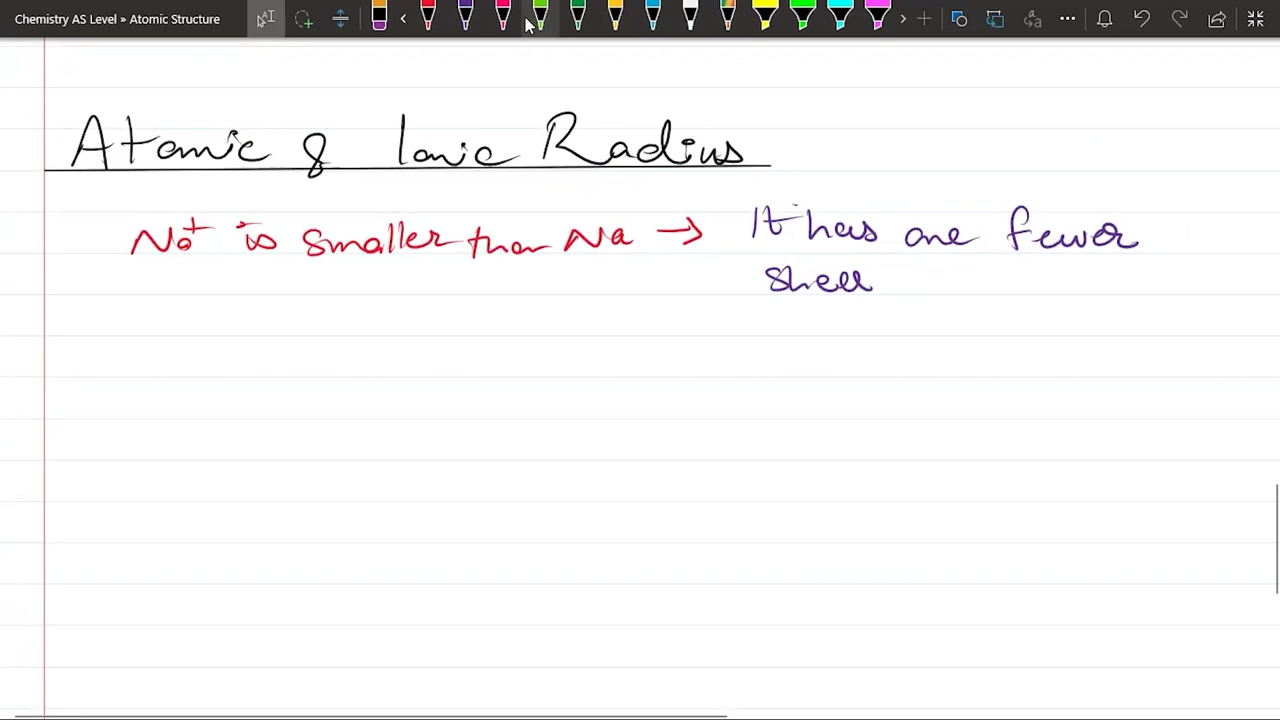 Chemistry AS Level » Atomic Structure
Atomic & Ionic Radius
Na+ is smaller than Na → It has one fewer
shell